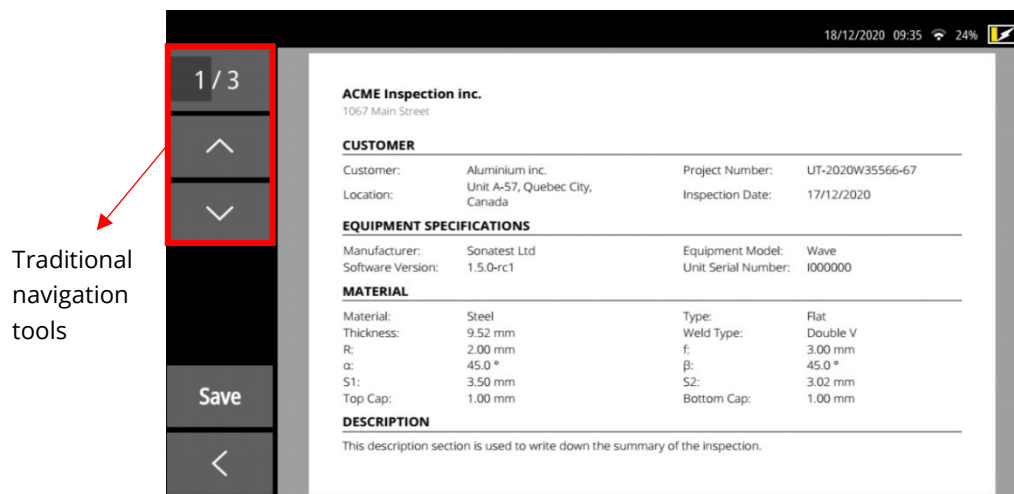 18/12/2020 09:35 24%
1 / 3
Traditional
navigation
tools
Save
ACME Inspection inc.
1067 Main Street
CUSTOMER
Customer: Aluminium inc. Project Number: UT-2020W35566-67
Location: Unit A-57, Quebec City, Inspection Date: 17/12/2020
Canada
EQUIPMENT SPECIFICATIONS
Manufacturer: Sonatest Ltd Equipment Model: Wave
Software Version: 1.5.0-rc1 Unit Serial Number: I000000
MATERIAL
Material: Steel Type: Flat
Thickness: 9.52 mm Weld Type: Double V
R: 2.00 mm f: 3.00 mm
α: 45.0 ° β: 45.0 °
S1: 3.50 mm S2: 3.02 mm
Top Cap: 1.00 mm Bottom Cap: 1.00 mm
DESCRIPTION
This description section is used to write down the summary of the inspection.